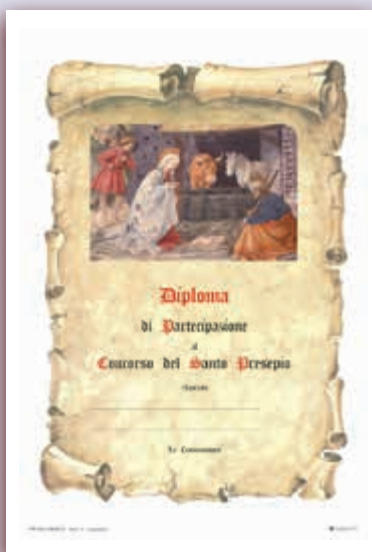 Diploma
di Partecipazione
al
Concorso del Santo Presepio
La Commissione